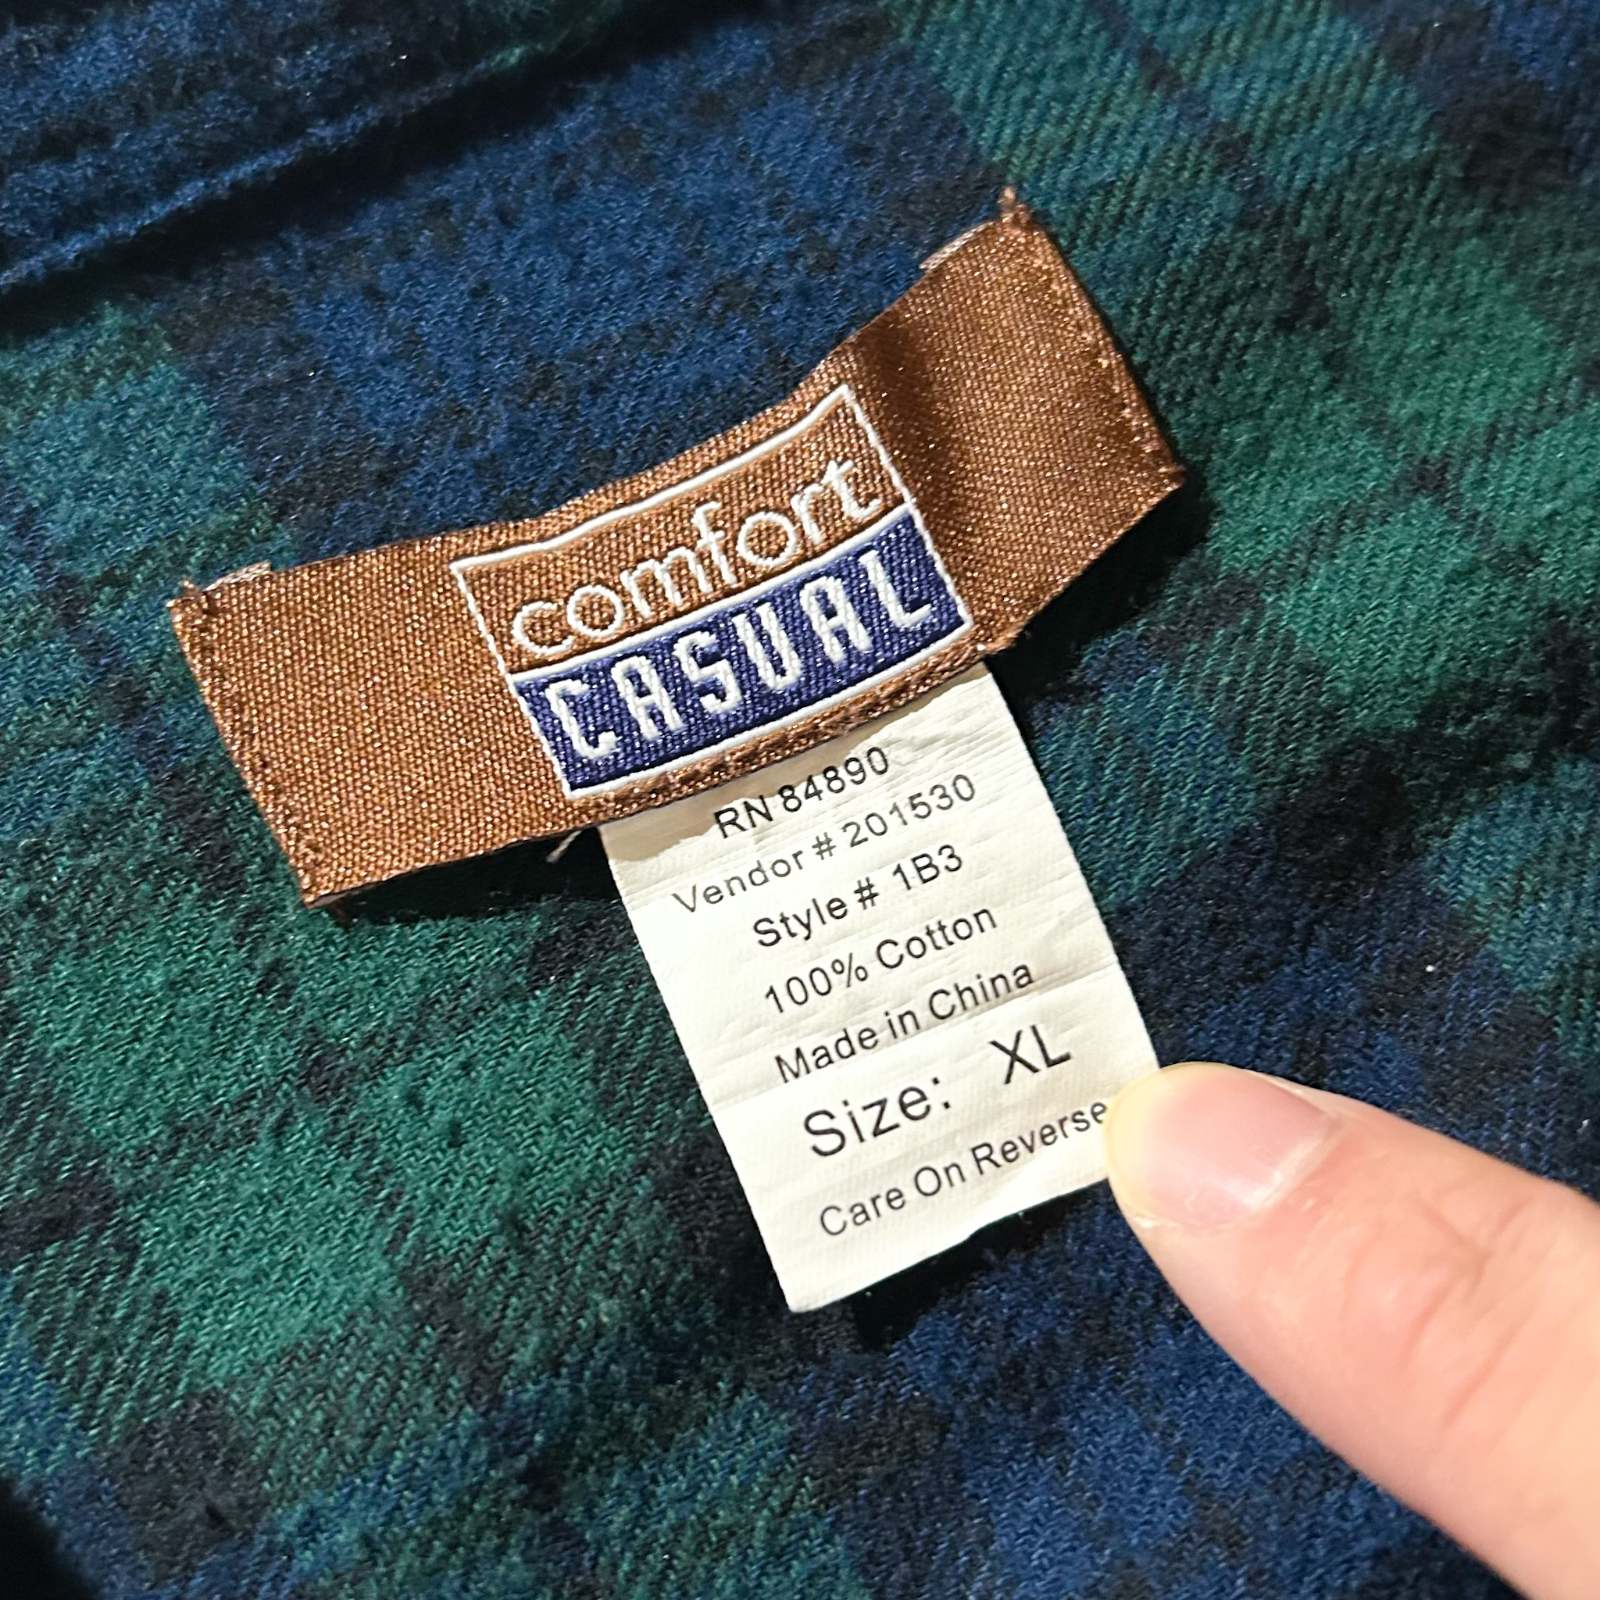 comfort
CASUAL
RN 84890
Vendor # 201530
Style # 1B3
100% Cotton
Made in China
Size: XL
Care On Reverse